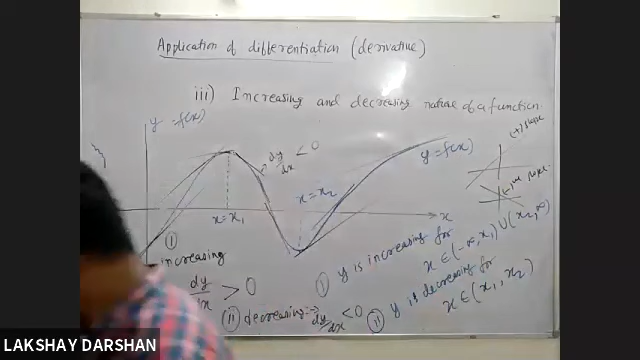 Application of differentiation (derivative)
iii) Increasing and decreasing nature of a function.
y = f(x)
dy/dx < 0
y = f(x)
(+) slope
(-)ve slope.
x = x₁
x = x₂
x
(i)
increasing
dy/dx > 0
(ii) decreasing :- dy/dx < 0
(i) y is increasing for
x ∈ (-∞, x₁) ∪ (x₂, ∞)
(ii) y is decreasing for
x ∈ (x₁, x₂)
LAKSHAY DARSHAN